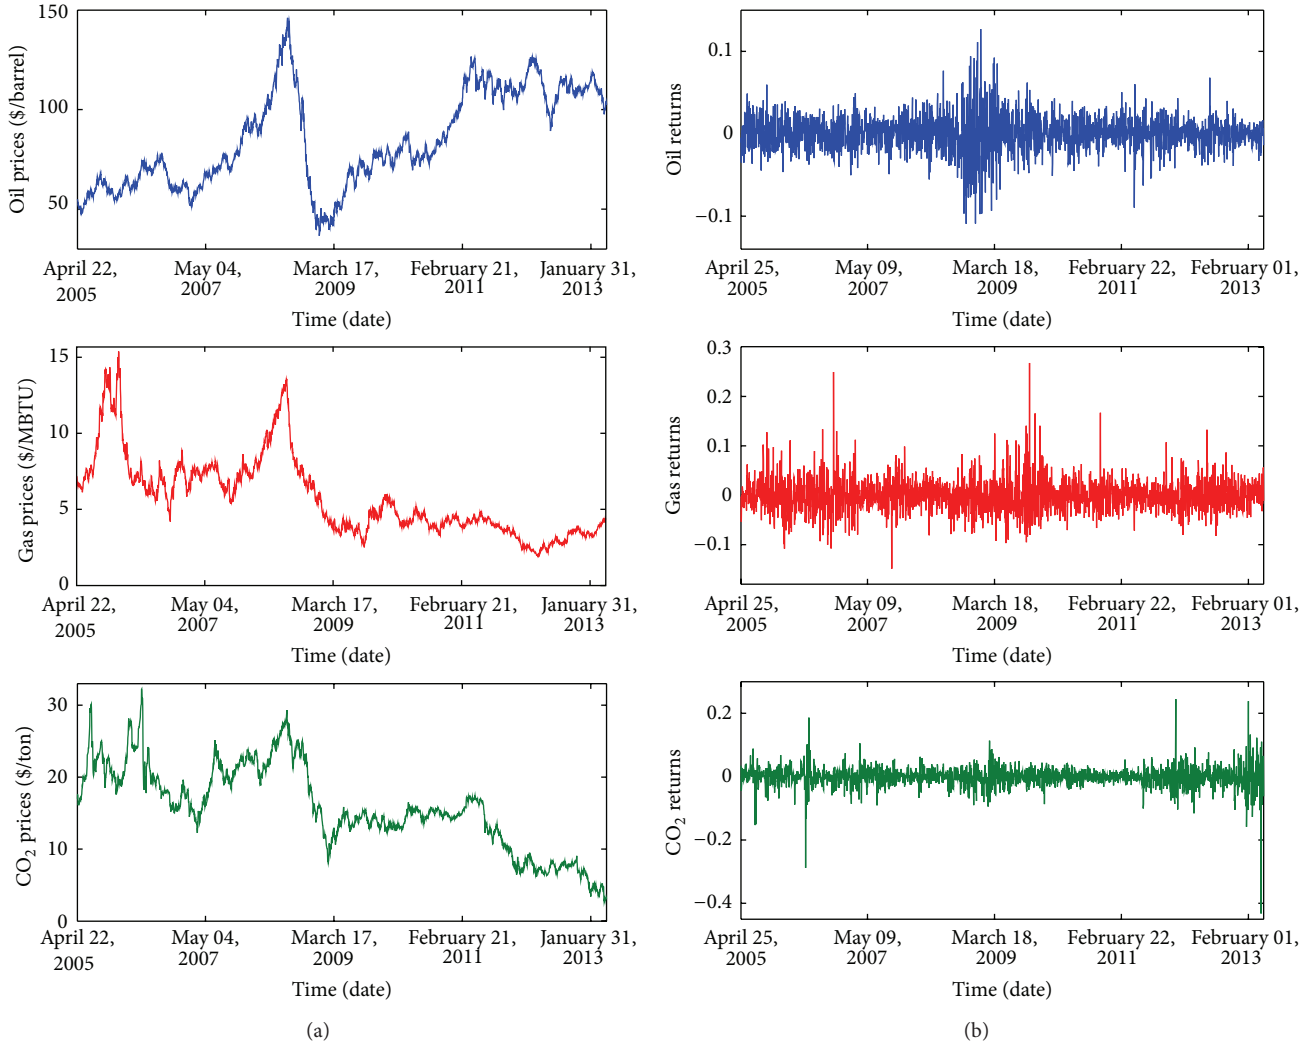 150
100
50
Oil prices ($/barrel)
April 22, 2005
May 04, 2007
March 17, 2009
February 21, 2011
January 31, 2013
Time (date)
0.1
0
−0.1
Oil returns
April 25, 2005
May 09, 2007
March 18, 2009
February 22, 2011
February 01, 2013
Time (date)
15
10
5
0
Gas prices ($/MBTU)
April 22, 2005
May 04, 2007
March 17, 2009
February 21, 2011
January 31, 2013
Time (date)
0.3
0.2
0.1
0
−0.1
Gas returns
April 25, 2005
May 09, 2007
March 18, 2009
February 22, 2011
February 01, 2013
Time (date)
30
20
10
0
CO₂ prices ($/ton)
April 22, 2005
May 04, 2007
March 17, 2009
February 21, 2011
January 31, 2013
Time (date)
(a)
0.2
0
−0.2
−0.4
CO₂ returns
April 25, 2005
May 09, 2007
March 18, 2009
February 22, 2011
February 01, 2013
Time (date)
(b)